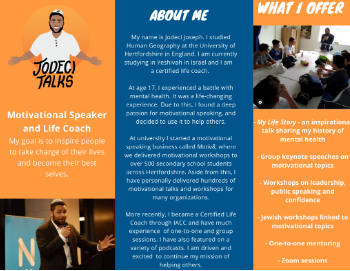 JODECI
TALKS
Motivational Speaker
and Life Coach
My goal is to inspire people
to take charge of their lives
and become their best
selves.
ABOUT ME
My name is Jodeci Joseph. I studied
Human Geography at the University of
Hertfordshire in England. I am currently
studying in Yeshivah in Israel and I am
a certified life coach.
At age 17, I experienced a battle with
mental health. It was a life-changing
experience. Due to this, I found a deep
passion for motivational speaking, and
decided to use it to help others.
At university I started a motivational
speaking business called MotivB, where
we delivered motivational workshops to
over 500 secondary school students
across Hertfordshire. Aside from this, I
have personally delivered hundreds of
motivational talks and workshops for
many organizations.
More recently, I became a Certified Life
Coach through IACC and have much
experience of one-to-one and group
sessions. I have also featured on a
variety of podcasts. I am driven and
excited to continue my mission of
helping others.
WHAT I OFFER
- My Life Story - an inspirational
talk sharing my history of
mental health
- Group keynote speeches on
motivational topics
- Workshops on leadership,
public speaking and
confidence
- Jewish workshops linked to
motivational topics
- One-to-one mentoring
- Zoom sessions